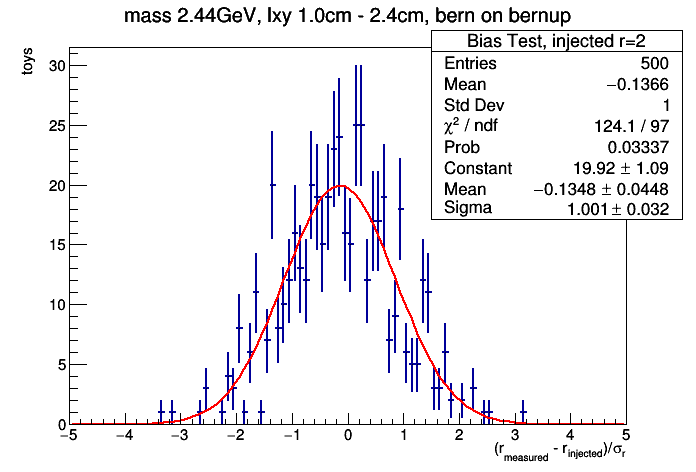 mass 2.44GeV, lxy 1.0cm - 2.4cm, bern on bernup
Bias Test, injected r=2
Entries 500
Mean −0.1366
Std Dev 1
χ² / ndf 124.1 / 97
Prob 0.03337
Constant 19.92 ± 1.09
Mean −0.1348 ± 0.0448
Sigma 1.001 ± 0.032
toys
30
25
20
15
10
5
0
−5 −4 −3 −2 −1 0 1 2 3 4 5
(r_measured - r_injected)/σ_r